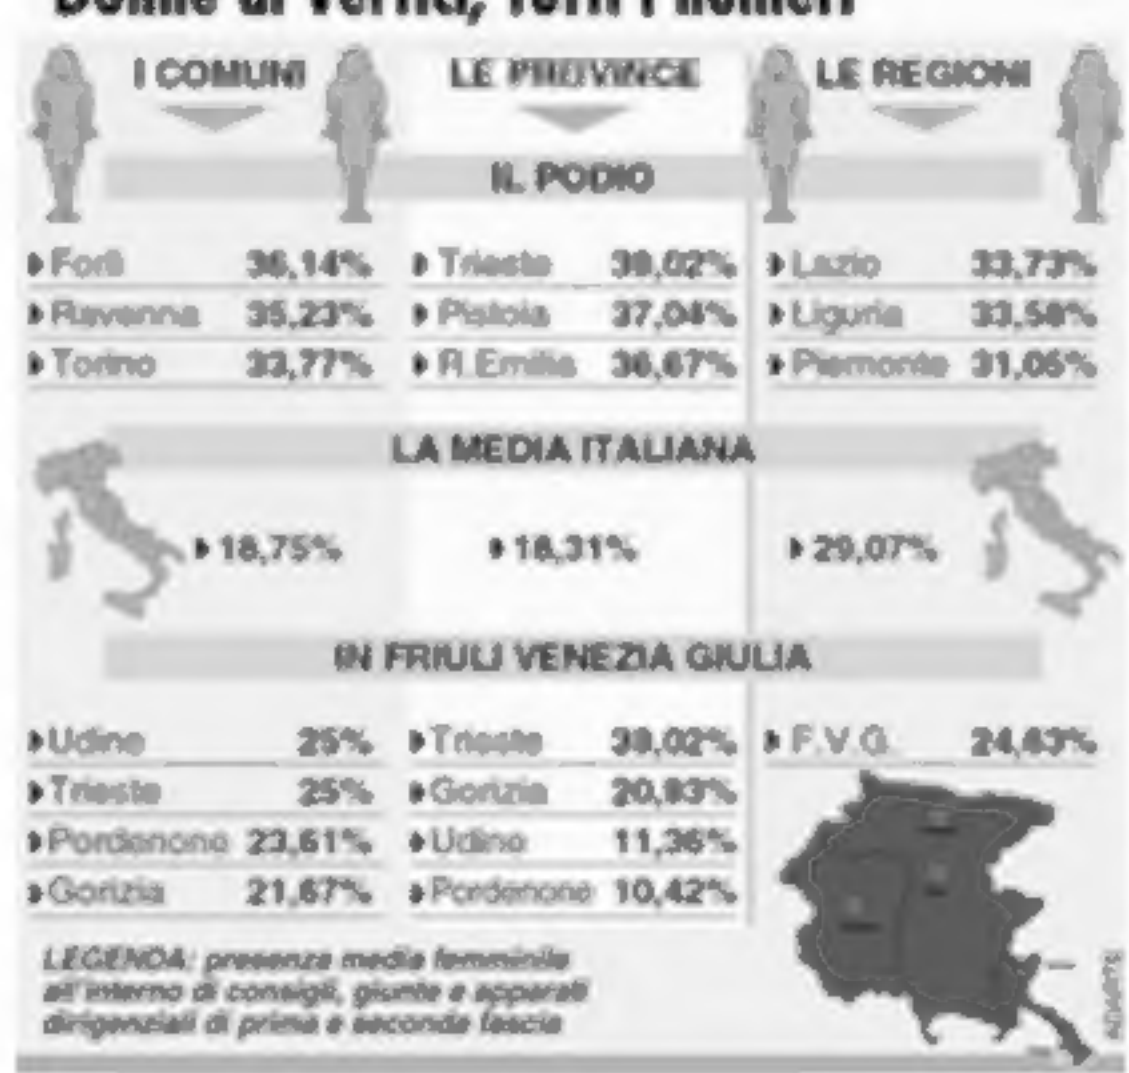 I COMUNI
LE PROVINCE
LE REGIONI
IL PODIO
Forlì 36,14%
Ravenna 35,23%
Torino 33,77%
Trieste 38,02%
Pistoia 37,04%
R.Emilia 36,67%
Lazio 33,73%
Liguria 33,58%
Piemonte 31,05%
LA MEDIA ITALIANA
18,75%
18,31%
29,07%
IN FRIULI VENEZIA GIULIA
Udine 25%
Trieste 25%
Pordenone 23,61%
Gorizia 21,67%
Trieste 38,02%
Gorizia 20,83%
Udine 11,36%
Pordenone 10,42%
F.V.G. 24,63%
LEGENDA: presenza media femminile
all'interno di consigli, giunte e apparati
dirigenziali di prima e seconda fascia